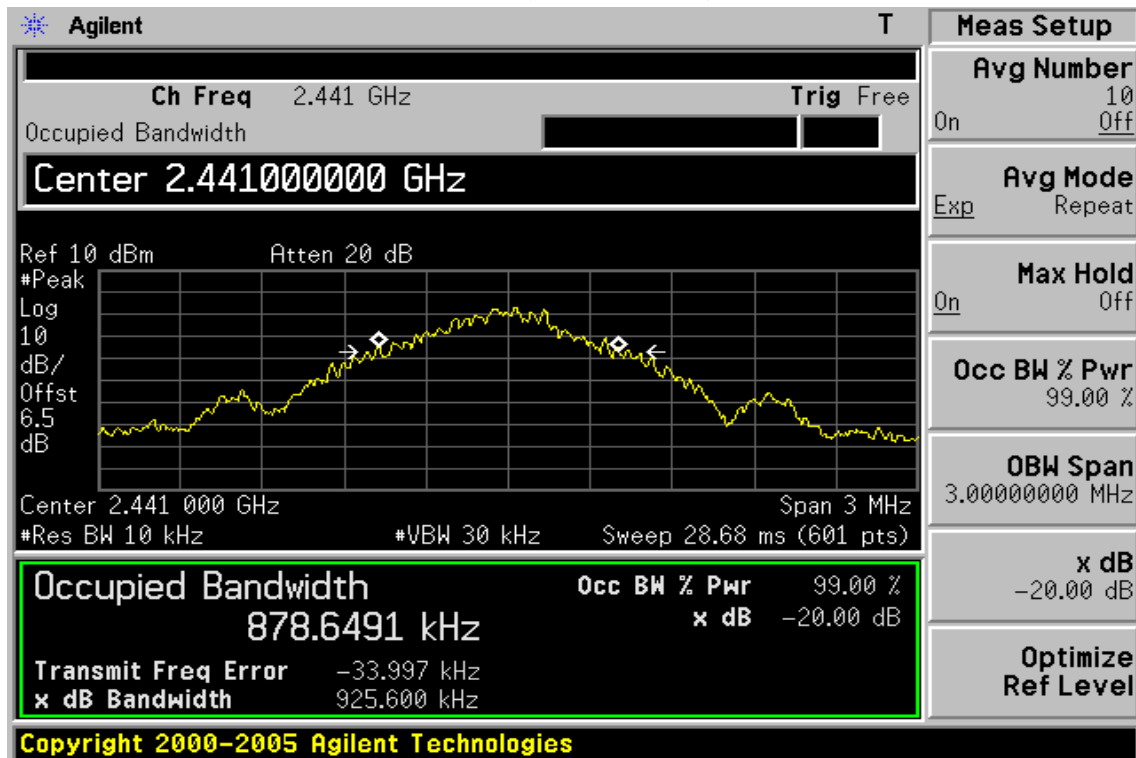 Agilent
T
Ch Freq 2.441 GHz
Trig Free
Occupied Bandwidth
Center 2.441000000 GHz
Ref 10 dBm
Atten 20 dB
#Peak
Log
10
dB/
Offst
6.5
dB
Center 2.441 000 GHz
Span 3 MHz
#Res BW 10 kHz
#VBW 30 kHz
Sweep 28.68 ms (601 pts)
Occupied Bandwidth
878.6491 kHz
Occ BW % Pwr 99.00 %
x dB -20.00 dB
Transmit Freq Error -33.997 kHz
x dB Bandwidth 925.600 kHz
Meas Setup
Avg Number
10
On Off
Avg Mode
Exp Repeat
Max Hold
On Off
Occ BW % Pwr
99.00 %
OBW Span
3.00000000 MHz
x dB
-20.00 dB
Optimize
Ref Level
Copyright 2000-2005 Agilent Technologies